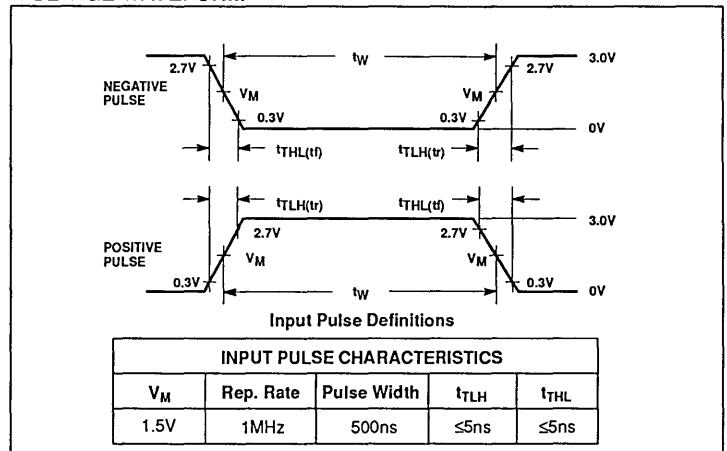 tW
3.0V
2.7V
2.7V
NEGATIVE
PULSE
VM
VM
0.3V
0.3V
0V
tTHL(tf)
tTLH(tr)
tTLH(tr)
tTHL(tf)
3.0V
2.7V
2.7V
POSITIVE
PULSE
VM
VM
0.3V
0.3V
tW
0V
Input Pulse Definitions
INPUT PULSE CHARACTERISTICS
VM Rep. Rate Pulse Width tTLH tTHL
1.5V 1MHz 500ns ≤5ns ≤5ns